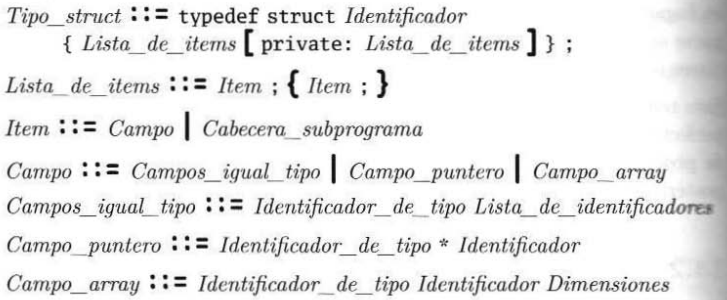 Tipo_struct ::= typedef struct Identificador
{ Lista_de_items [ private: Lista_de_items ] } ;
Lista_de_items ::= Item ; { Item ; }
Item ::= Campo | Cabecera_subprograma
Campo ::= Campos_igual_tipo | Campo_puntero | Campo_array
Campos_igual_tipo ::= Identificador_de_tipo Lista_de_identificadores
Campo_puntero ::= Identificador_de_tipo * Identificador
Campo_array ::= Identificador_de_tipo Identificador Dimensiones